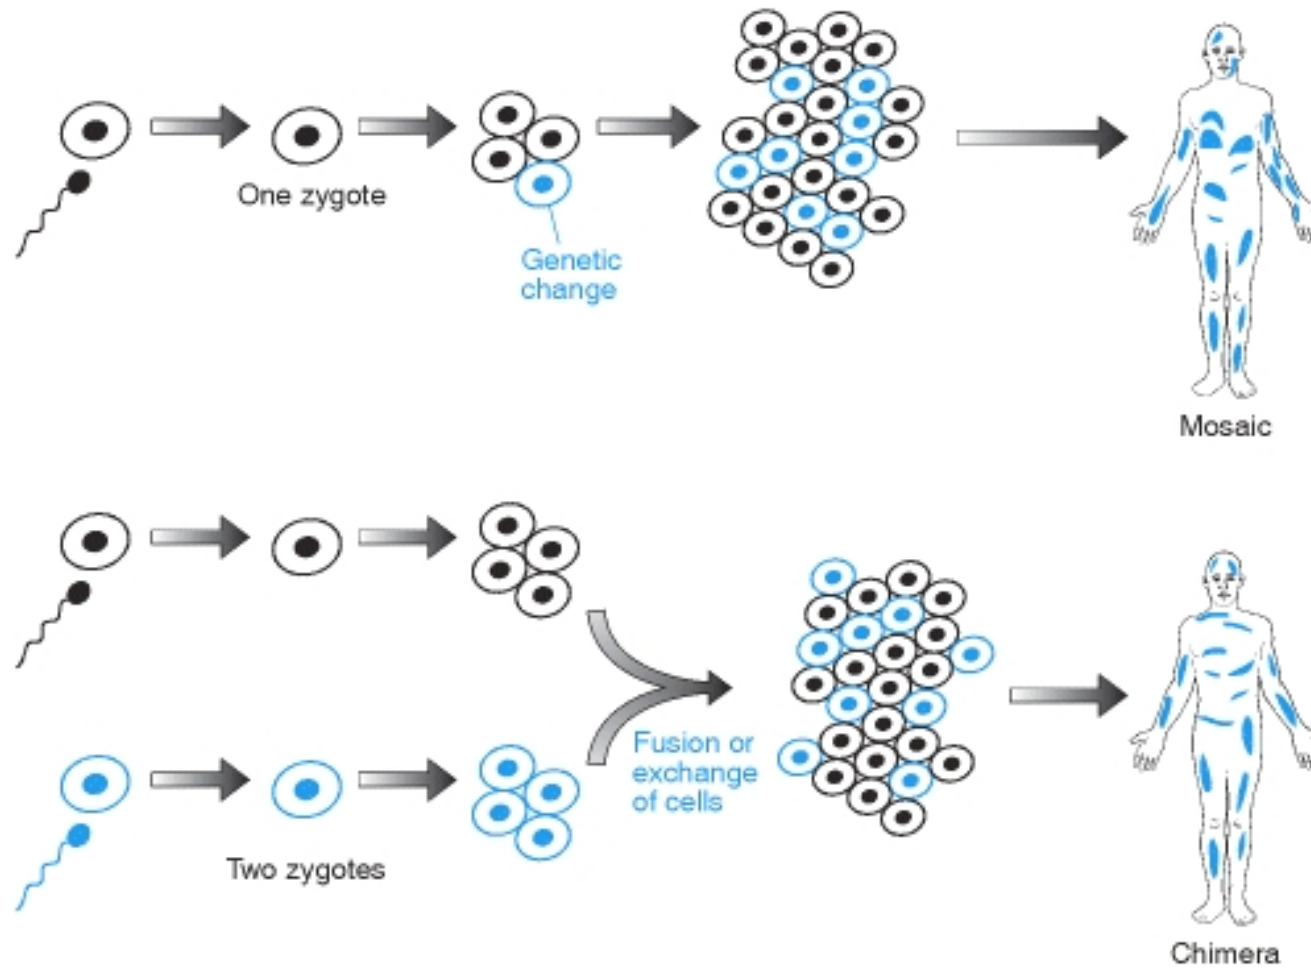 One zygote
Genetic
change
Mosaic
Fusion or
exchange
of cells
Two zygotes
Chimera